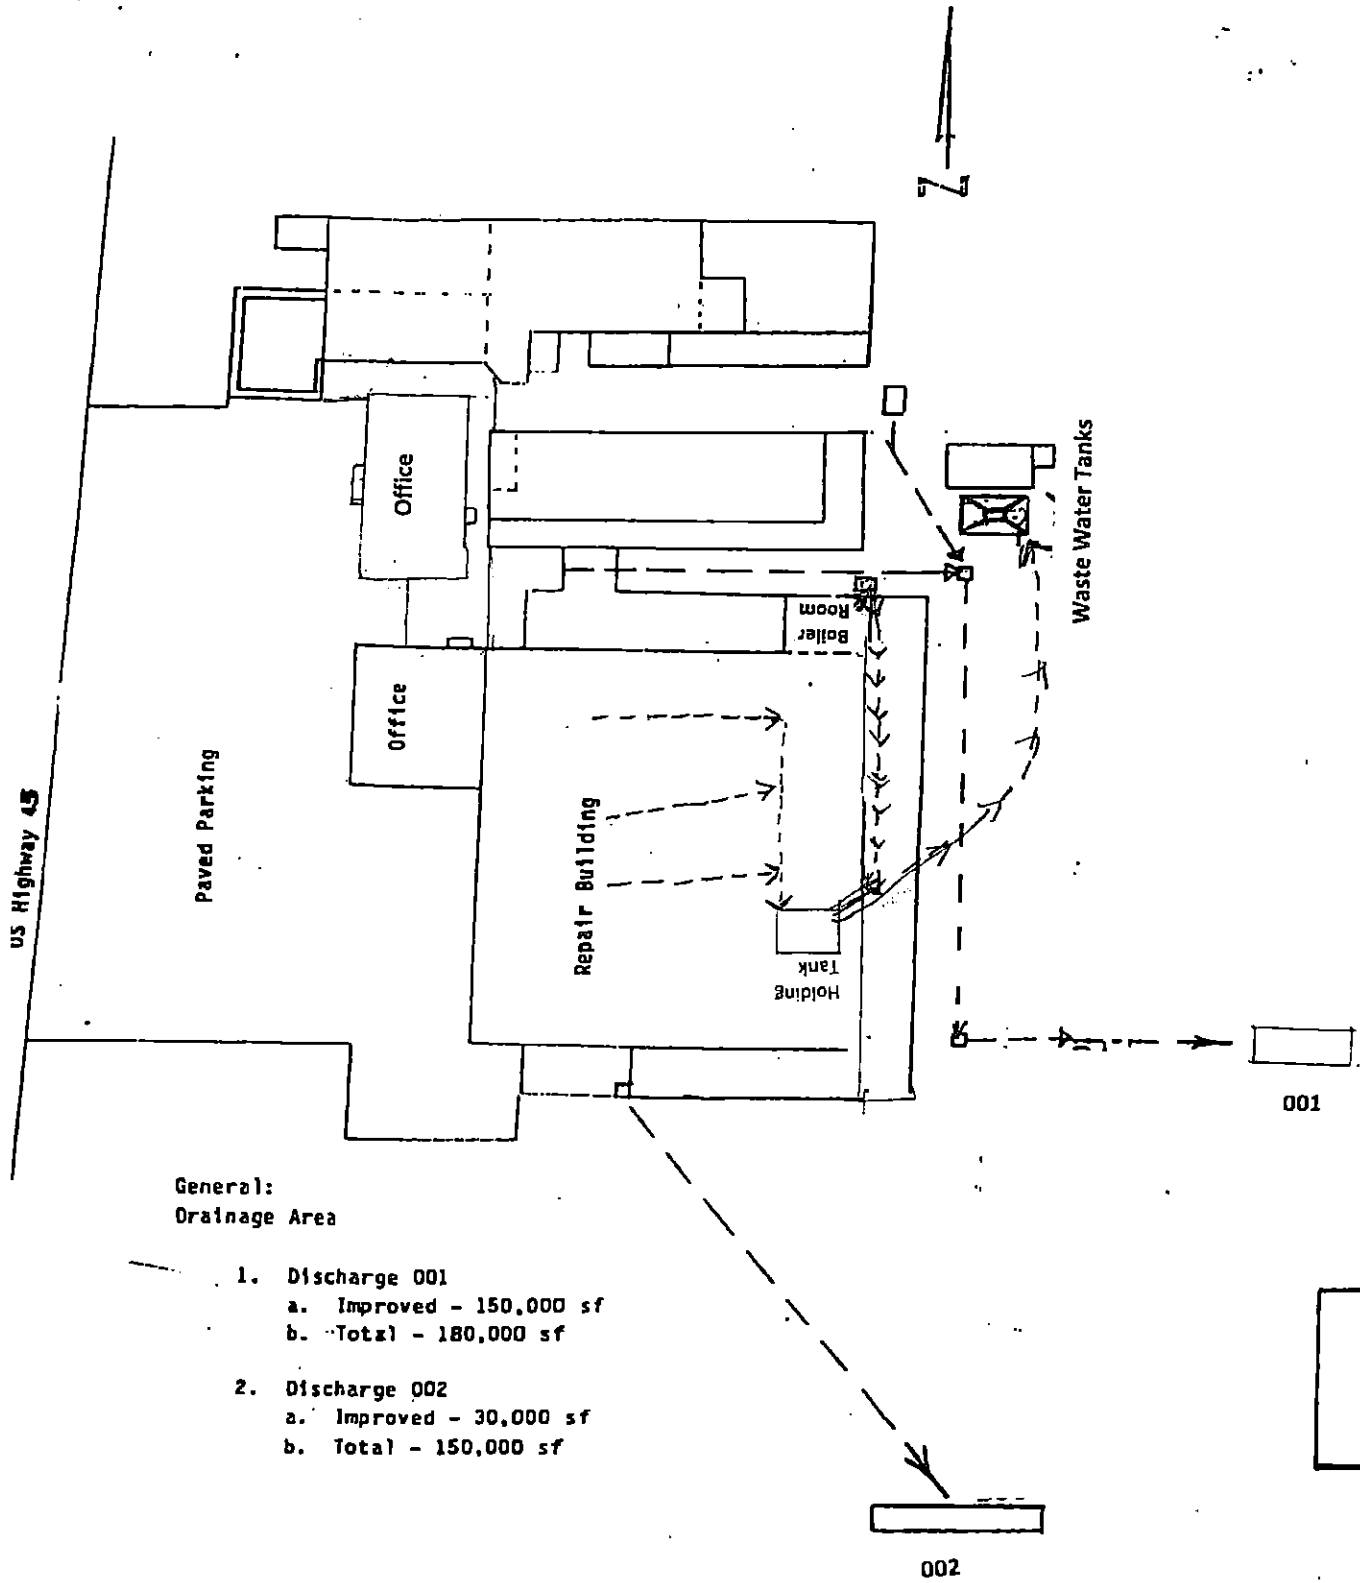 N
Office
Waste Water Tanks
Boiler
Room
Office
US Highway 45
Paved Parking
Repair Building
Holding
Tank
001
General:
Drainage Area
1. Discharge 001
a. Improved - 150,000 sf
b. Total - 180,000 sf
2. Discharge 002
a. Improved - 30,000 sf
b. Total - 150,000 sf
002